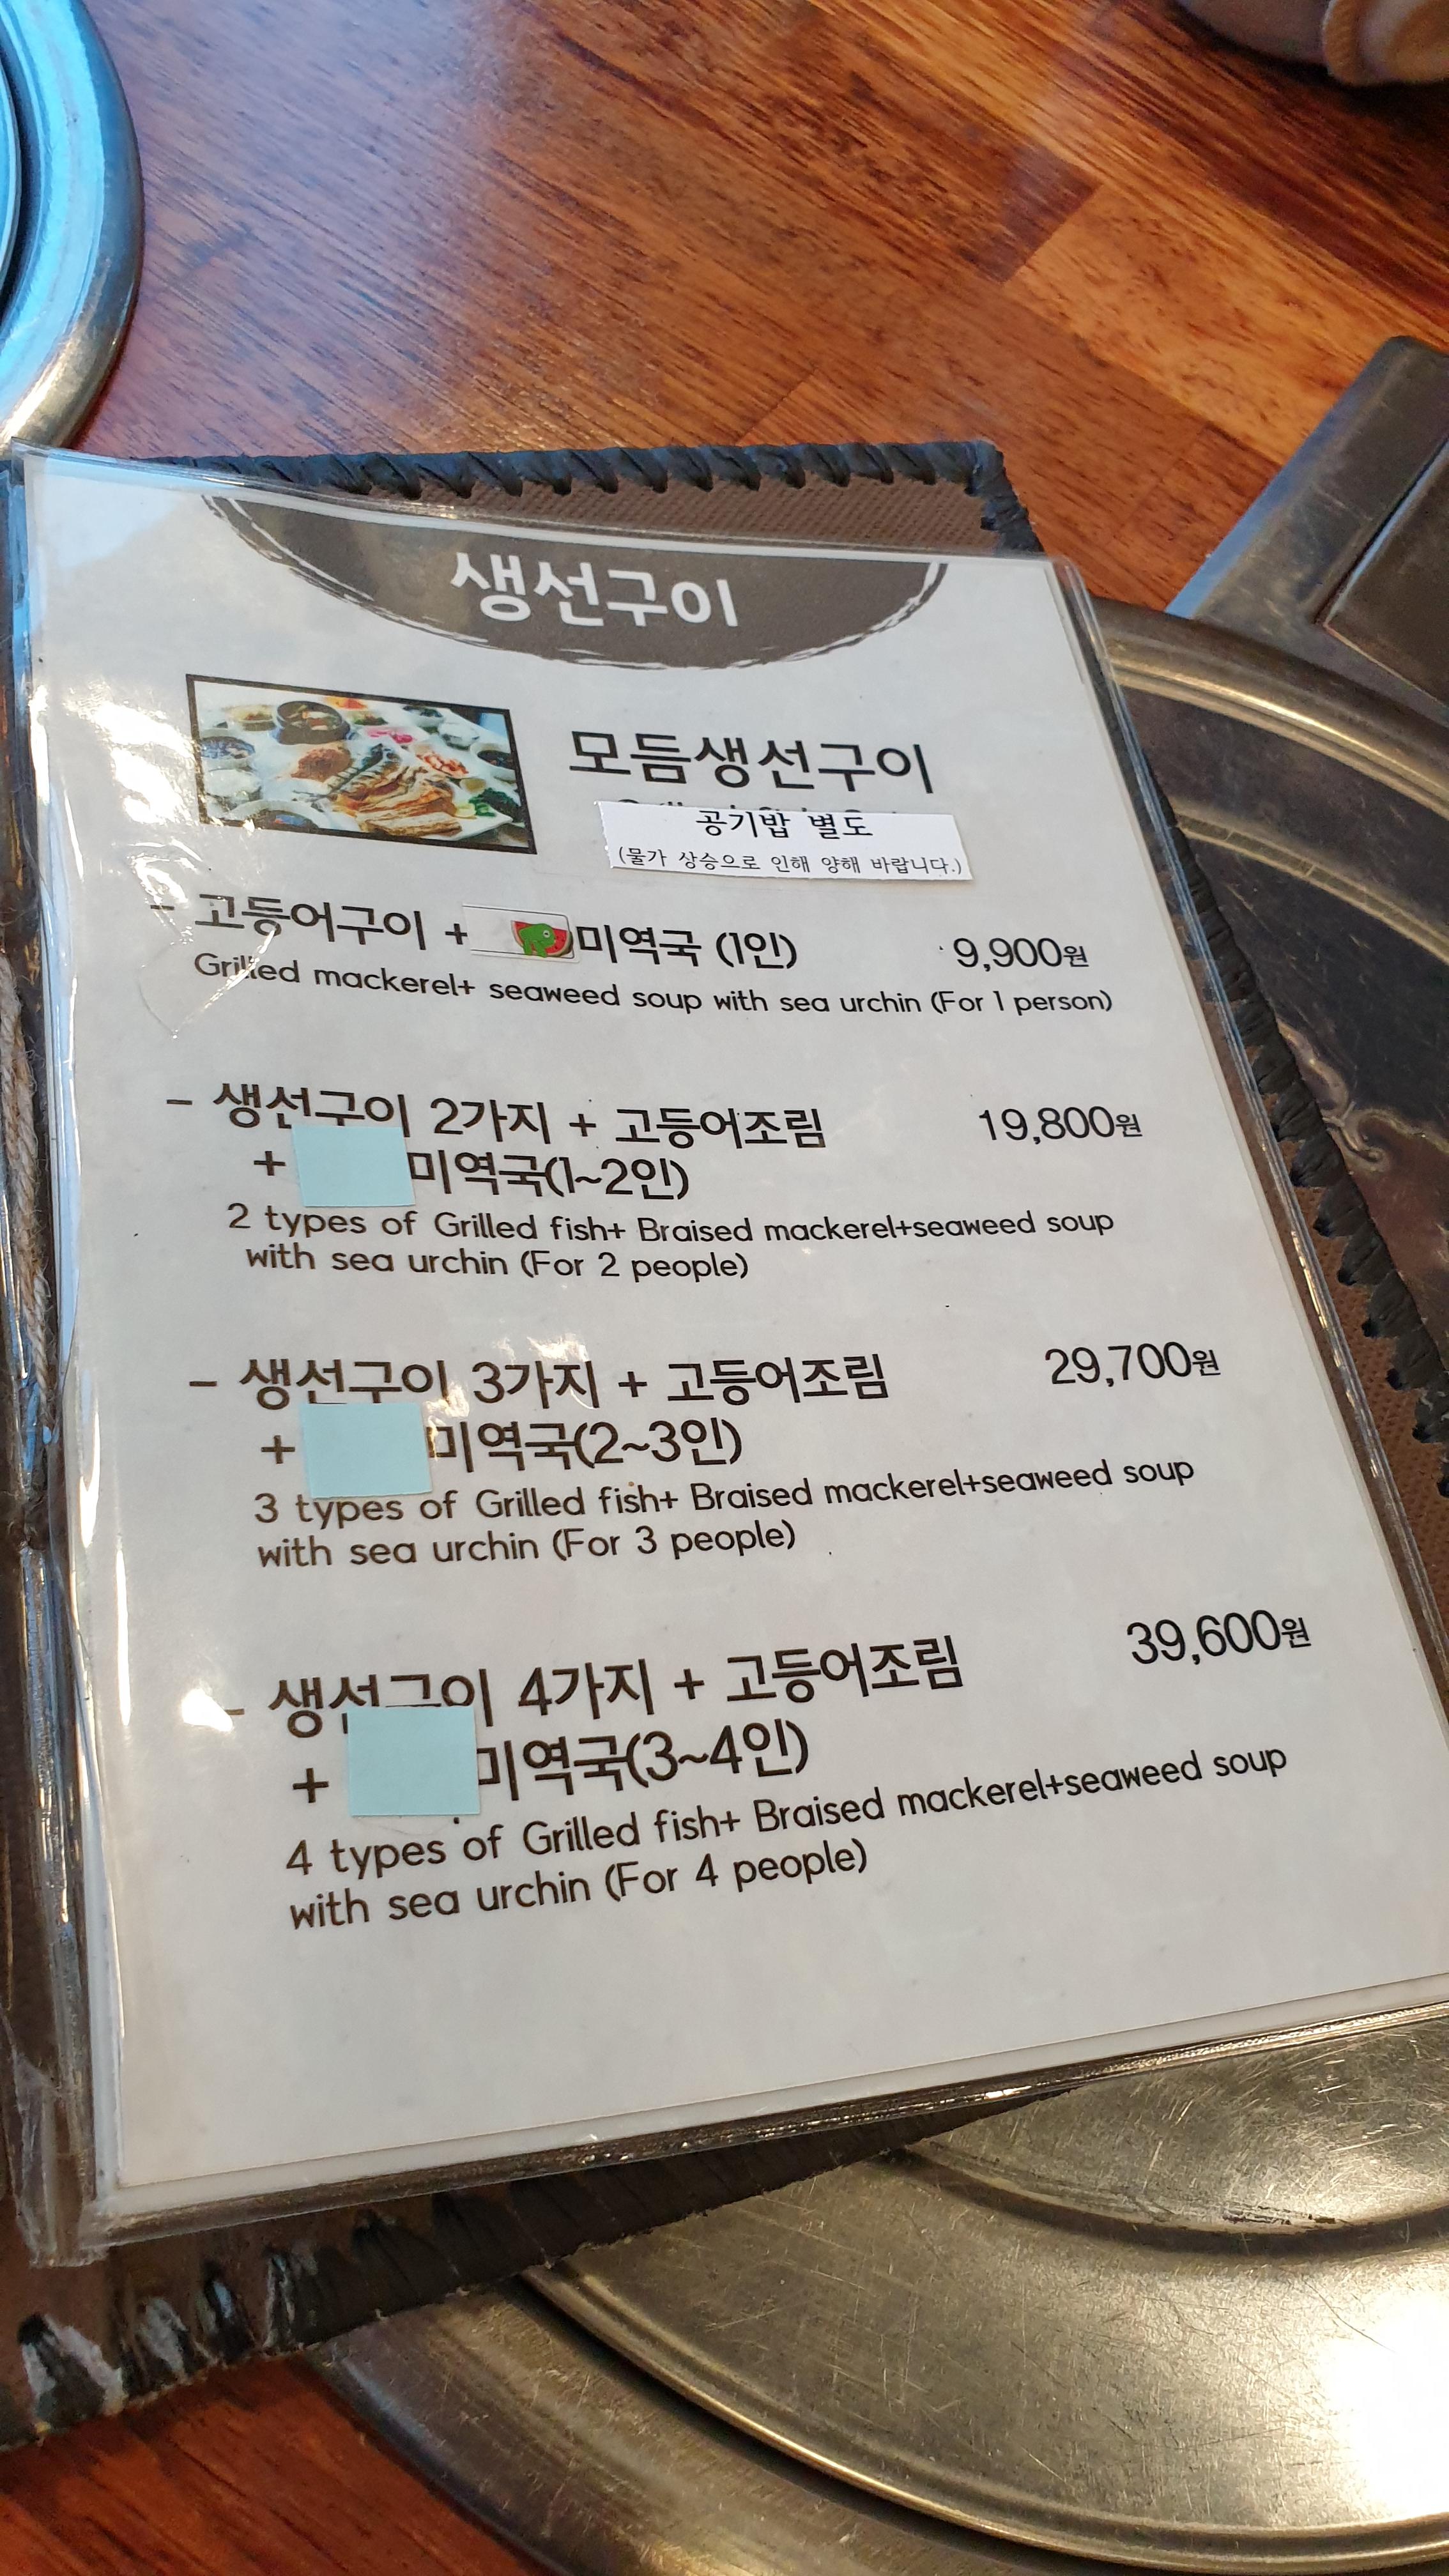 생선구이
모듬생선구이
공기밥 별도
(물가 상승으로 인해 양해 바랍니다.)
- 고등어구이 + 미역국 (1인) 9,900원
Grilled mackerel+ seaweed soup with sea urchin (For 1 person)
- 생선구이 2가지 + 고등어조림 19,800원
+ 미역국(1~2인)
2 types of Grilled fish+ Braised mackerel+seaweed soup
with sea urchin (For 2 people)
- 생선구이 3가지 + 고등어조림 29,700원
+ 미역국(2~3인)
3 types of Grilled fish+ Braised mackerel+seaweed soup
with sea urchin (For 3 people)
- 생선구이 4가지 + 고등어조림 39,600원
+ 미역국(3~4인)
4 types of Grilled fish+ Braised mackerel+seaweed soup
with sea urchin (For 4 people)